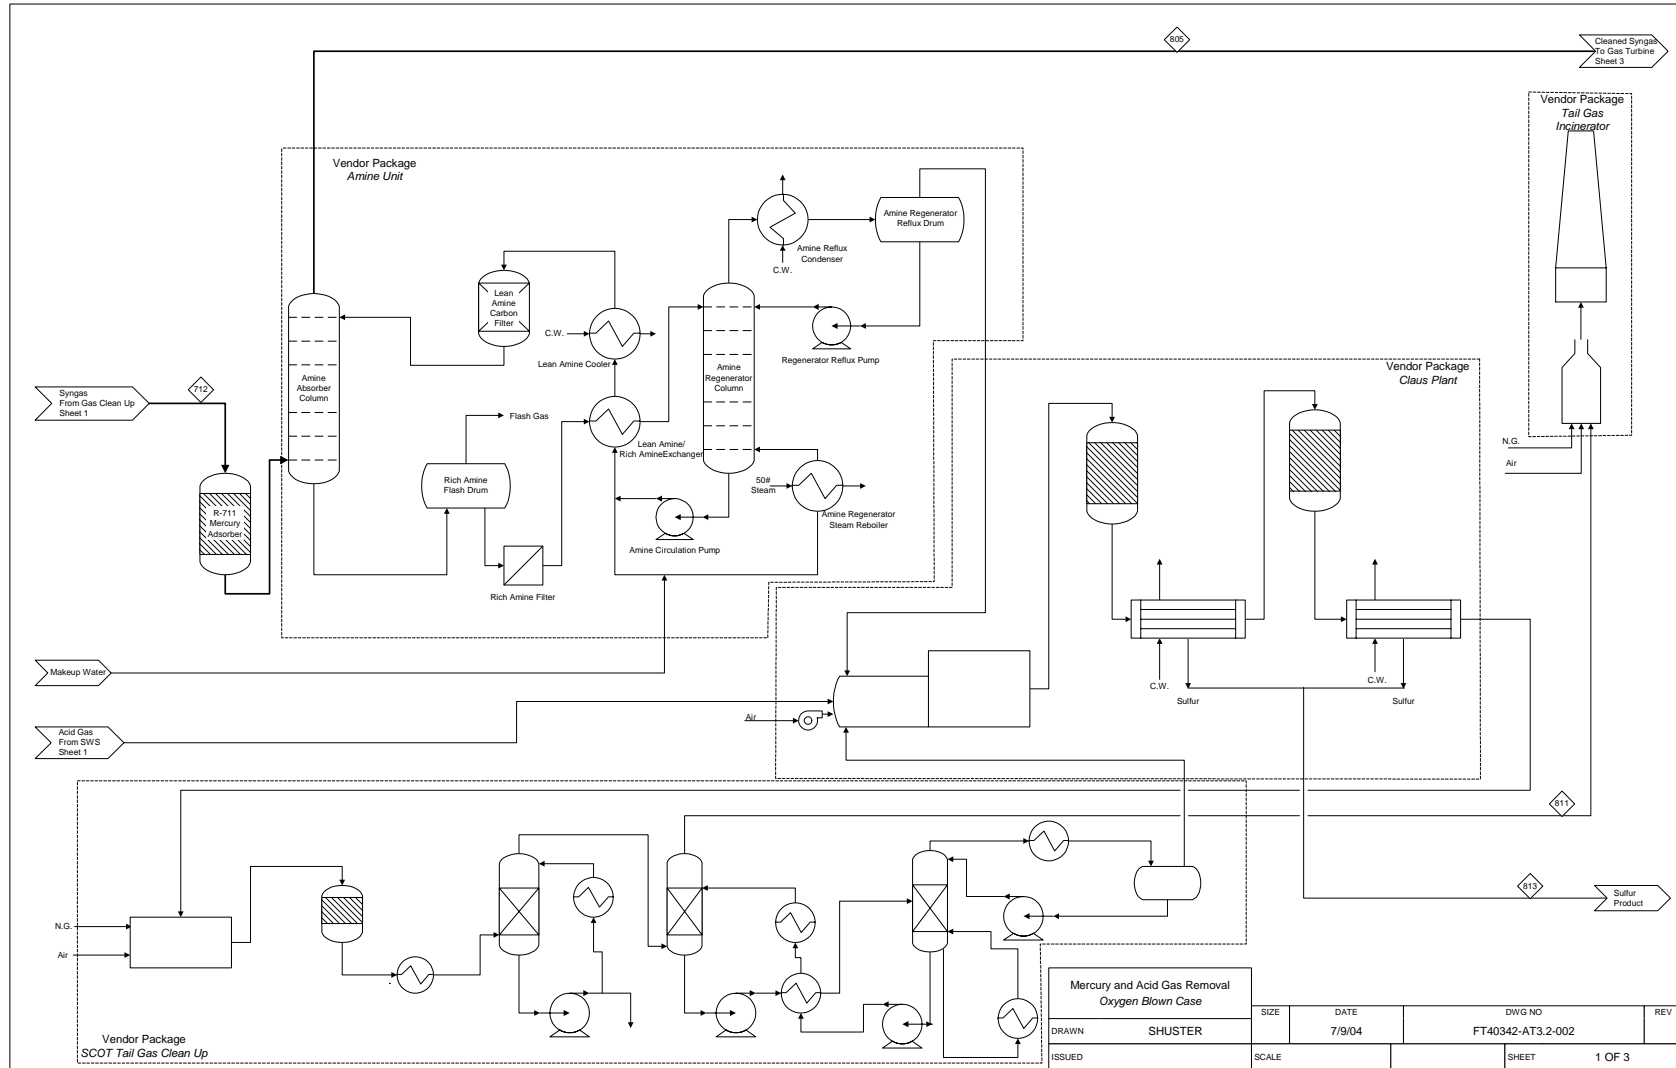 805
Cleaned Syngas
To Gas Turbine
Sheet 3
Vendor Package
Tail Gas
Incinerator
Vendor Package
Amine Unit
Amine Regenerator
Reflux Drum
Amine Reflux
Condenser
C.W.
Lean
Amine
Carbon
Filter
C.W.
Lean Amine Cooler
Regenerator Reflux Pump
Vendor Package
Claus Plant
Amine
Absorber
Column
Amine
Regenerator
Column
712
Syngas
From Gas Clean Up
Sheet 1
Flash Gas
Lean Amine/
Rich AmineExchanger
N.G.
Air
Rich Amine
Flash Drum
50#
Steam
Amine Regenerator
Steam Reboiler
R-711
Mercury
Adsorber
Amine Circulation Pump
Rich Amine Filter
Makeup Water
C.W.
Sulfur
C.W.
Sulfur
Air
Acid Gas
From SWS
Sheet 1
811
813
Sulfur
Product
N.G.
Air
Vendor Package
SCOT Tail Gas Clean Up
Mercury and Acid Gas Removal
Oxygen Blown Case
DRAWN SHUSTER
ISSUED
SIZE DATE DWG NO REV
7/9/04 FT40342-AT3.2-002
SCALE SHEET 1 OF 3